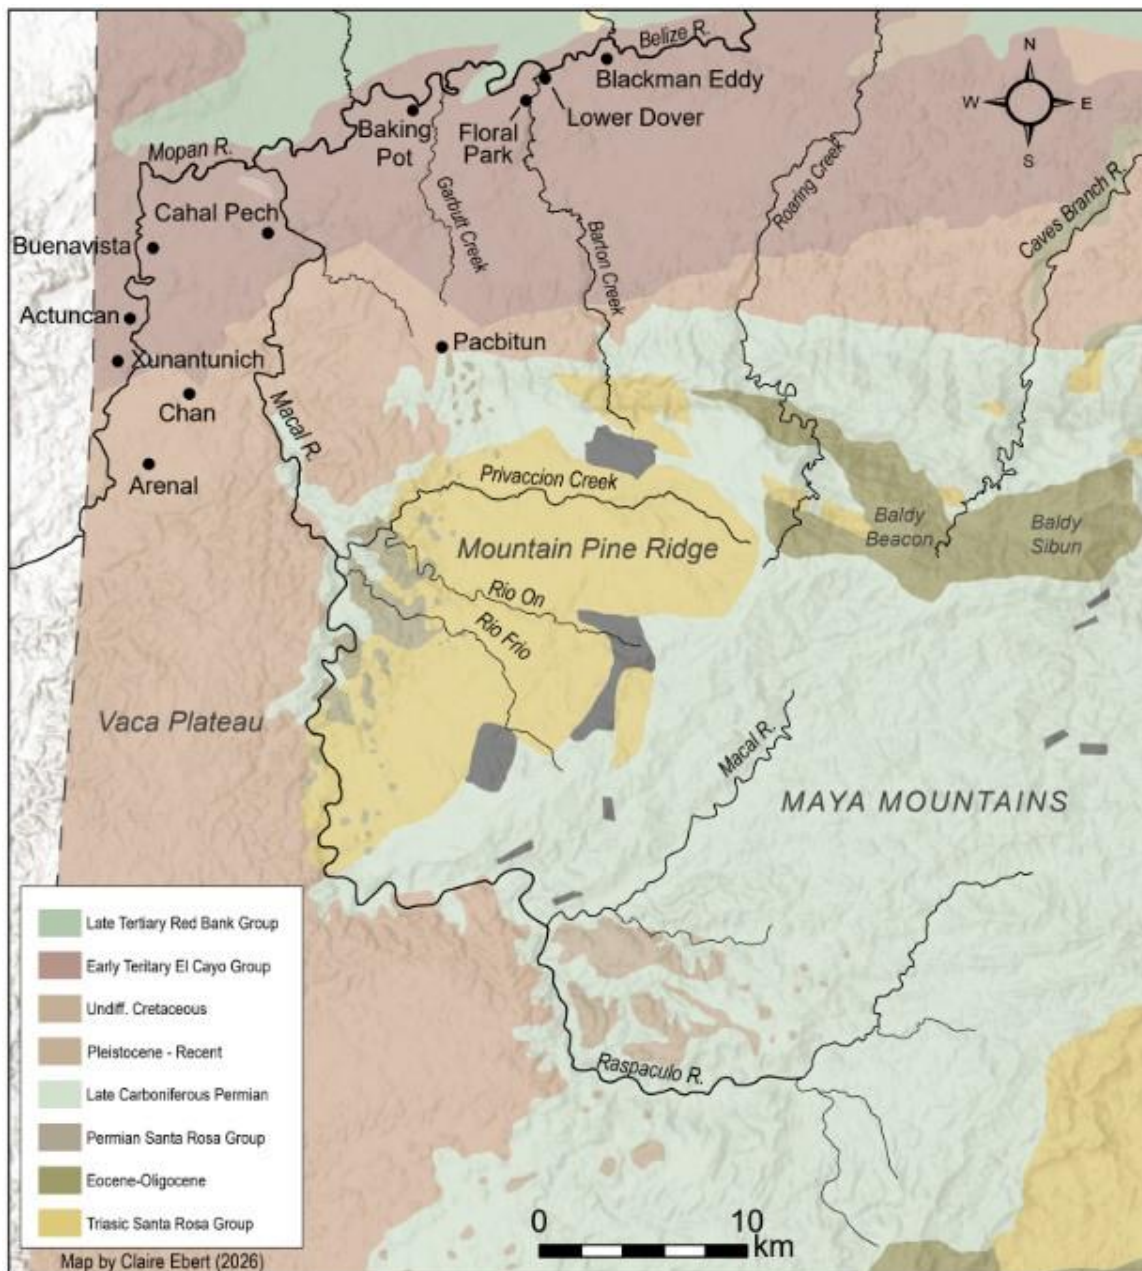 Belize R.
Blackman Eddy
Lower Dover
Floral
Park
Baking
Pot
Mopan R.
Garbutt Creek
Barton Creek
Roaring Creek
Caves Branch R.
N
W
E
S
Cahal Pech
Buenavista
Actuncan
Xunantunich
Chan
Arenal
Pacbitun
Macal R.
Privaccion Creek
Mountain Pine Ridge
Rio On
Rio Frio
Baldy
Beacon
Baldy
Sibun
Vaca Plateau
Macal R.
MAYA MOUNTAINS
Raspaculo R.
Late Tertiary Red Bank Group
Early Teritary El Cayo Group
Undiff. Cretaceous
Pleistocene - Recent
Late Carboniferous Permian
Permian Santa Rosa Group
Eocene-Oligocene
Triasic Santa Rosa Group
Map by Claire Ebert (2026)
0 10
km